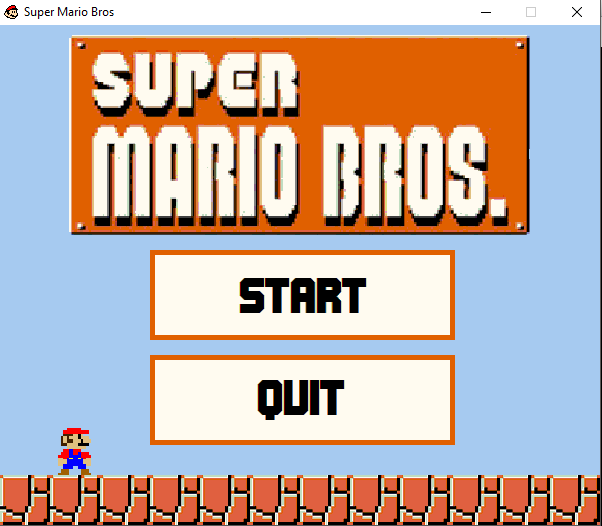 Super Mario Bros
SUPER
MARIO BROS.
START
QUIT